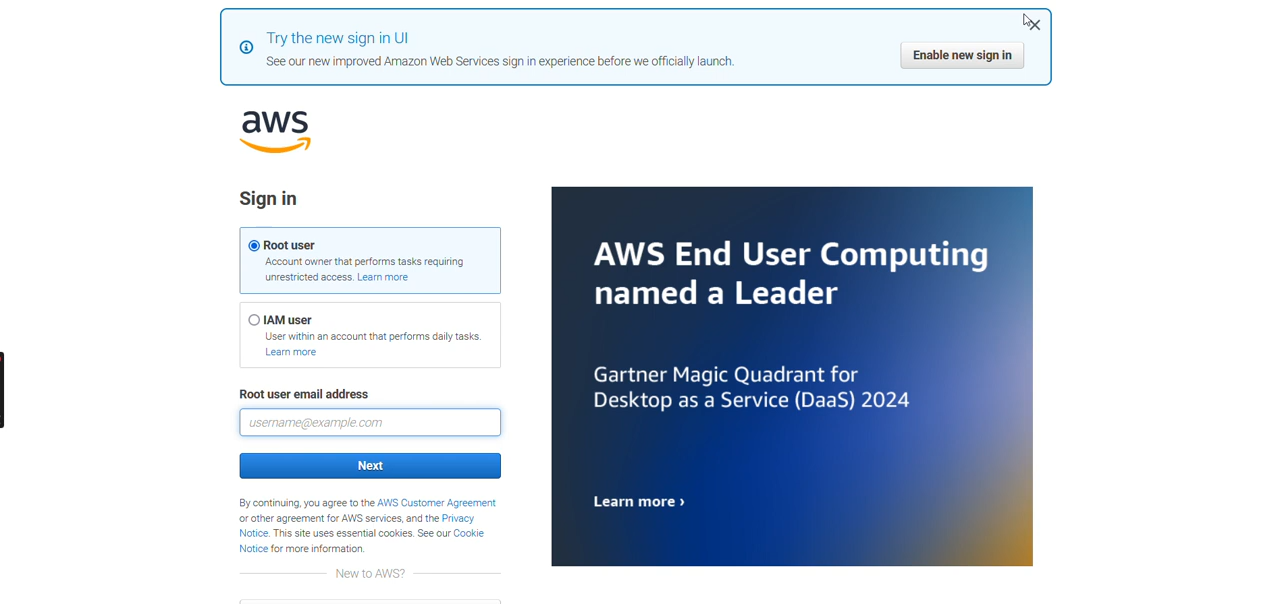 Try the new sign in UI
See our new improved Amazon Web Services sign in experience before we officially launch.
Enable new sign in
aws
Sign in
Root user
Account owner that performs tasks requiring
unrestricted access. Learn more
IAM user
User within an account that performs daily tasks.
Learn more
Root user email address
username@example.com
Next
By continuing, you agree to the AWS Customer Agreement
or other agreement for AWS services, and the Privacy
Notice. This site uses essential cookies. See our Cookie
Notice for more information.
New to AWS?
AWS End User Computing
named a Leader
Gartner Magic Quadrant for
Desktop as a Service (DaaS) 2024
Learn more ›